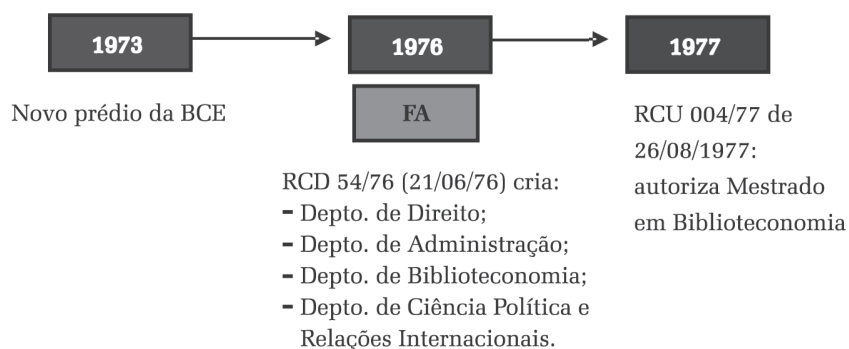 1973
Novo prédio da BCE
1976
FA
RCD 54/76 (21/06/76) cria:
- Depto. de Direito;
- Depto. de Administração;
- Depto. de Biblioteconomia;
- Depto. de Ciência Política e
Relações Internacionais.
1977
RCU 004/77 de
26/08/1977:
autoriza Mestrado
em Biblioteconomia